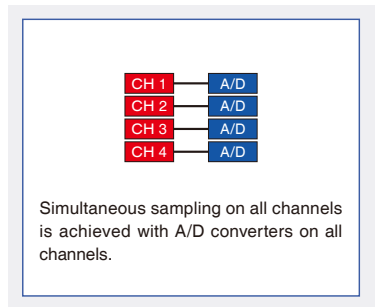 CH 1 A/D
CH 2 A/D
CH 3 A/D
CH 4 A/D
Simultaneous sampling on all channels
is achieved with A/D converters on all
channels.